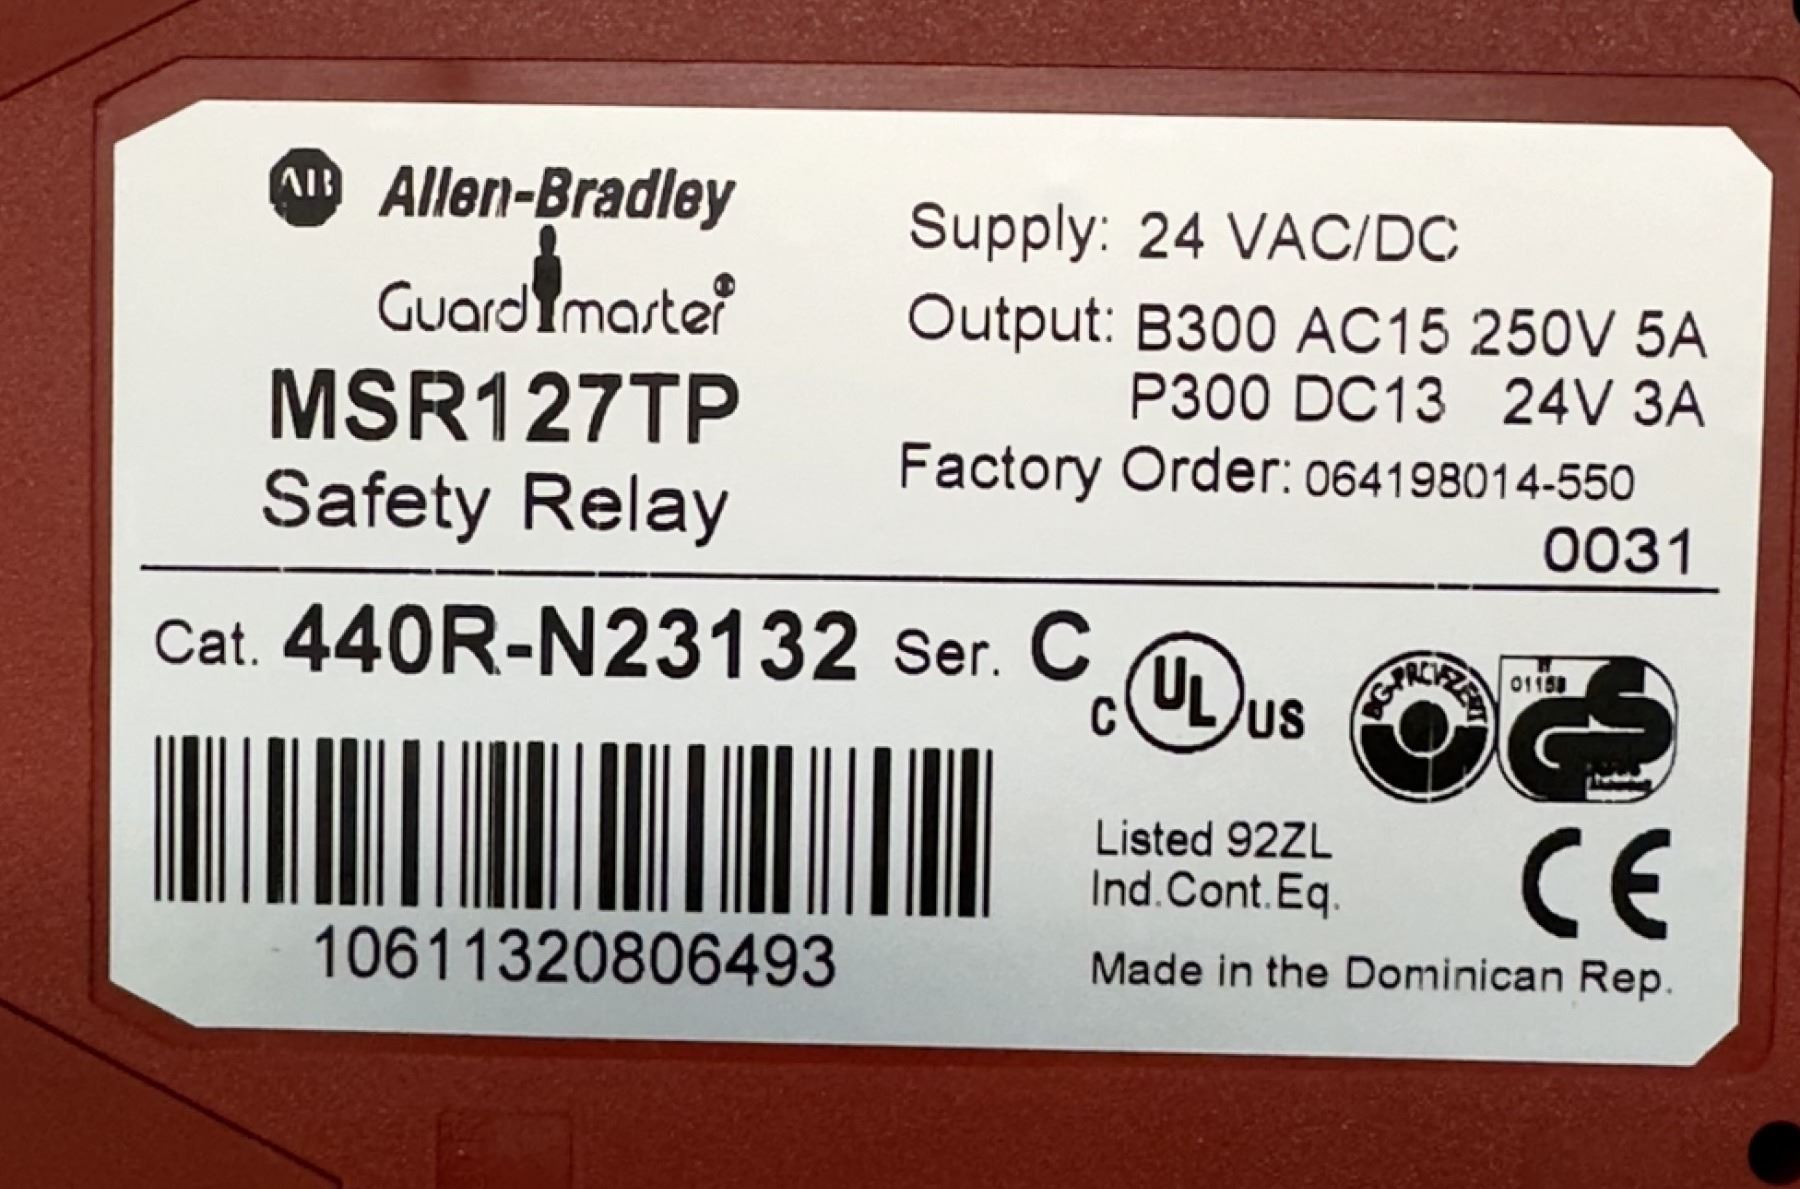 Allen-Bradley
Guardmaster®
MSR127TP
Safety Relay
Supply: 24 VAC/DC
Output: B300 AC15 250V 5A
P300 DC13 24V 3A
Factory Order: 064198014-550
0031
Cat. 440R-N23132 Ser. C
C UL US
10611320806493
Listed 92ZL
Ind.Cont.Eq.
CE
Made in the Dominican Rep.